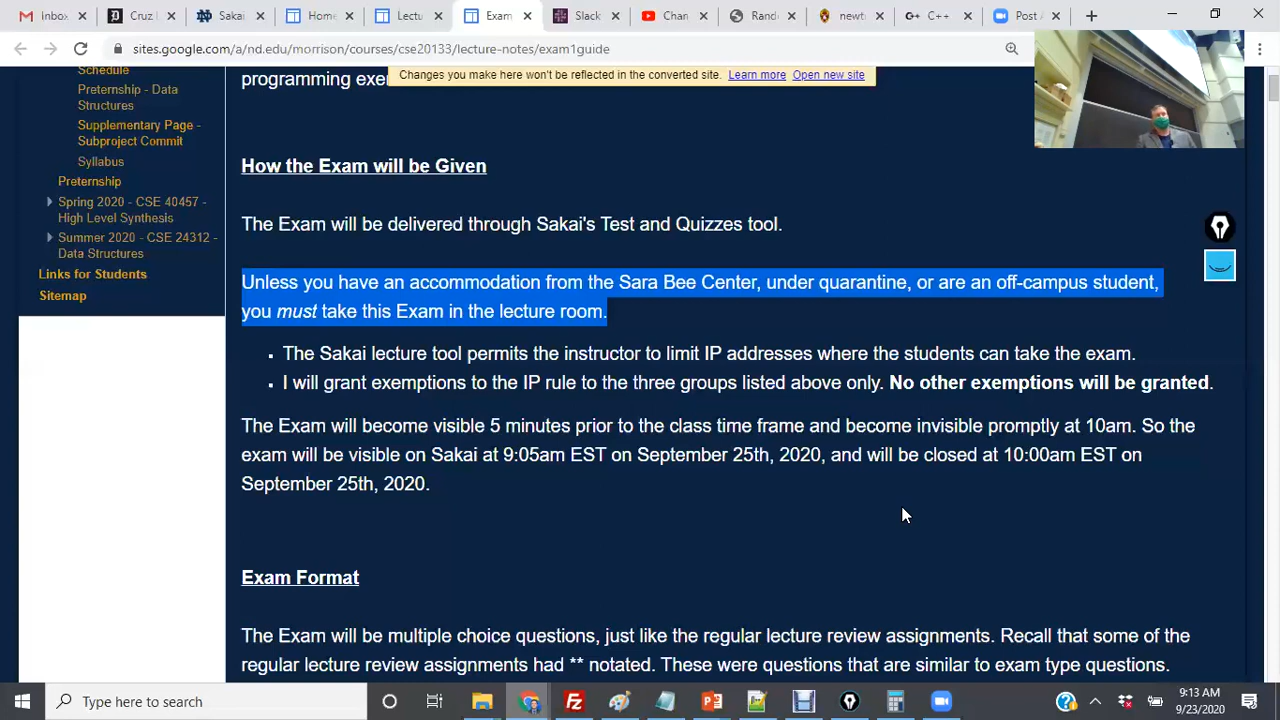 Inbox
Cruz L
Sakai
Home
Lectu
Exam
Slack
Chan
Rando
newt
C++
Post A
sites.google.com/a/nd.edu/morrison/courses/cse20133/lecture-notes/exam1guide
Changes you make here won't be reflected in the converted site. Learn more Open new site
Schedule
Preternship - Data
Structures
Supplementary Page -
Subproject Commit
Syllabus
Preternship
Spring 2020 - CSE 40457 -
High Level Synthesis
Summer 2020 - CSE 24312 -
Data Structures
Links for Students
Sitemap
programming exe
How the Exam will be Given
The Exam will be delivered through Sakai's Test and Quizzes tool.
Unless you have an accommodation from the Sara Bee Center, under quarantine, or are an off-campus student,
you must take this Exam in the lecture room.
The Sakai lecture tool permits the instructor to limit IP addresses where the students can take the exam.
I will grant exemptions to the IP rule to the three groups listed above only. No other exemptions will be granted.
The Exam will become visible 5 minutes prior to the class time frame and become invisible promptly at 10am. So the
exam will be visible on Sakai at 9:05am EST on September 25th, 2020, and will be closed at 10:00am EST on
September 25th, 2020.
Exam Format
The Exam will be multiple choice questions, just like the regular lecture review assignments. Recall that some of the
regular lecture review assignments had ** notated. These were questions that are similar to exam type questions.
Type here to search
9:13 AM
9/23/2020